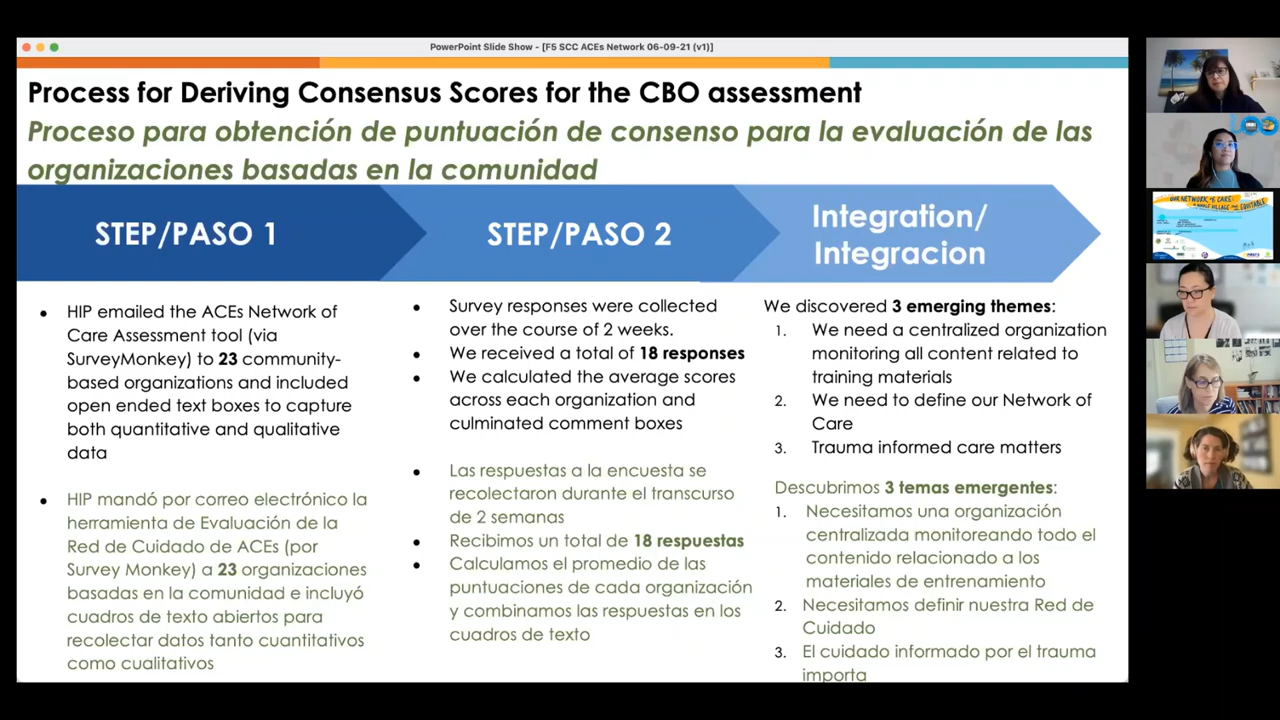 PowerPoint Slide Show - [F5 SCC ACEs Network 06-09-21 (v1)]
Process for Deriving Consensus Scores for the CBO assessment
Proceso para obtención de puntuación de consenso para la evaluación de las
organizaciones basadas en la comunidad
STEP/PASO 1
STEP/PASO 2
Integration/
Integracion
• HIP emailed the ACEs Network of
Care Assessment tool (via
SurveyMonkey) to 23 community-
based organizations and included
open ended text boxes to capture
both quantitative and qualitative
data
• HIP mandó por correo electrónico la
herramienta de Evaluación de la
Red de Cuidado de ACEs (por
Survey Monkey) a 23 organizaciones
basadas en la comunidad e incluyó
cuadros de texto abiertos para
recolectar datos tanto cuantitativos
como cualitativos
• Survey responses were collected
over the course of 2 weeks.
• We received a total of 18 responses
• We calculated the average scores
across each organization and
culminated comment boxes
• Las respuestas a la encuesta se
recolectaron durante el transcurso
de 2 semanas
• Recibimos un total de 18 respuestas
• Calculamos el promedio de las
puntuaciones de cada organización
y combinamos las respuestas en los
cuadros de texto
We discovered 3 emerging themes:
1. We need a centralized organization
monitoring all content related to
training materials
2. We need to define our Network of
Care
3. Trauma informed care matters
Descubrimos 3 temas emergentes:
1. Necesitamos una organización
centralizada monitoreando todo el
contenido relacionado a los
materiales de entrenamiento
2. Necesitamos definir nuestra Red de
Cuidado
3. El cuidado informado por el trauma
importa
OUR NETWORK OF CARE:
A WHOLE VILLAGE EQUITABLE